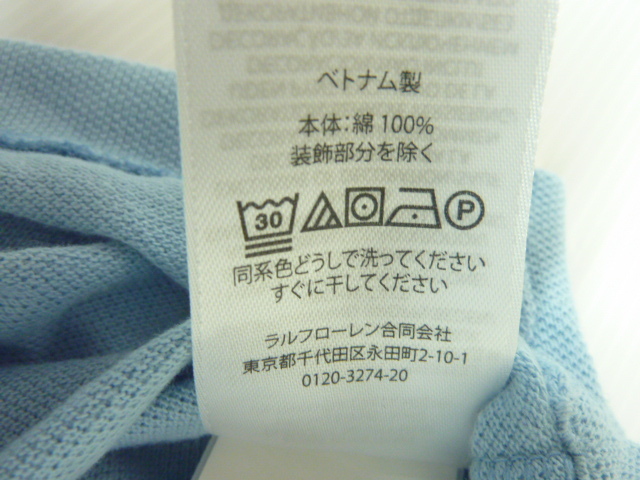 ベトナム製
本体:綿 100%
装飾部分を除く
30 P
同系色どうしで洗ってください
すぐに干してください
ラルフローレン合同会社
東京都千代田区永田町2-10-1
0120-3274-20